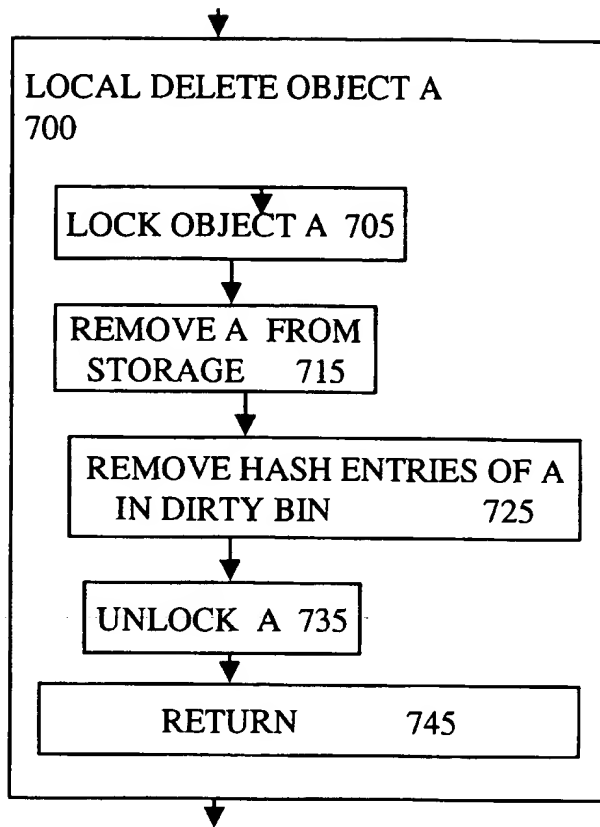 LOCAL DELETE OBJECT A
700
LOCK OBJECT A 705
REMOVE A FROM
STORAGE 715
REMOVE HASH ENTRIES OF A
IN DIRTY BIN 725
UNLOCK A 735
RETURN 745